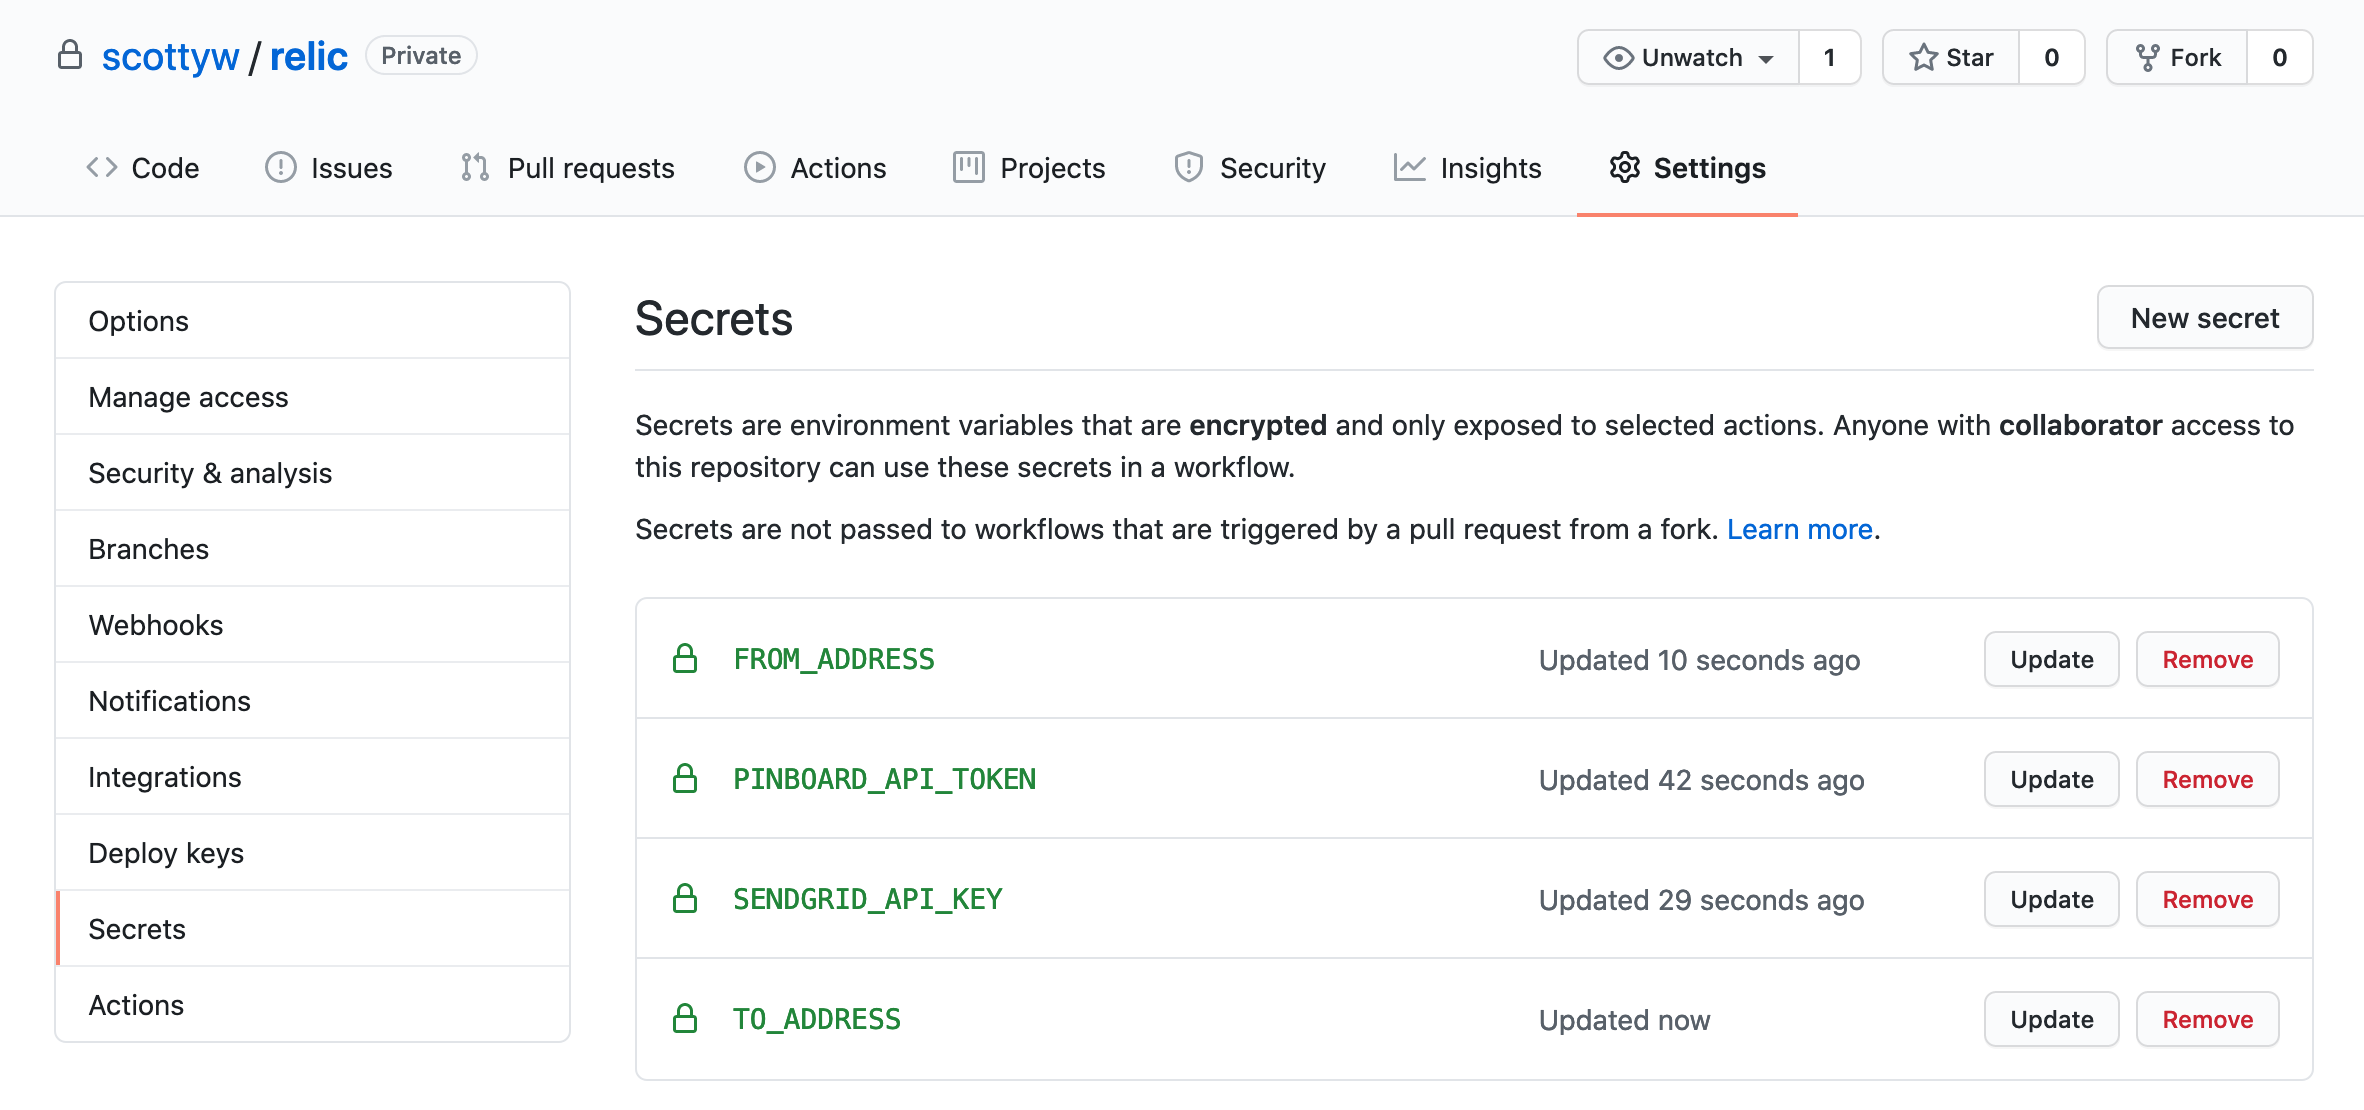 scottyw / relic Private Unwatch 1 Star 0 Fork 0
Code Issues Pull requests Actions Projects Security Insights Settings
Options
Manage access
Security & analysis
Branches
Webhooks
Notifications
Integrations
Deploy keys
Secrets
Actions
Secrets New secret
Secrets are environment variables that are encrypted and only exposed to selected actions. Anyone with collaborator access to
this repository can use these secrets in a workflow.
Secrets are not passed to workflows that are triggered by a pull request from a fork. Learn more.
FROM_ADDRESS Updated 10 seconds ago Update Remove
PINBOARD_API_TOKEN Updated 42 seconds ago Update Remove
SENDGRID_API_KEY Updated 29 seconds ago Update Remove
TO_ADDRESS Updated now Update Remove